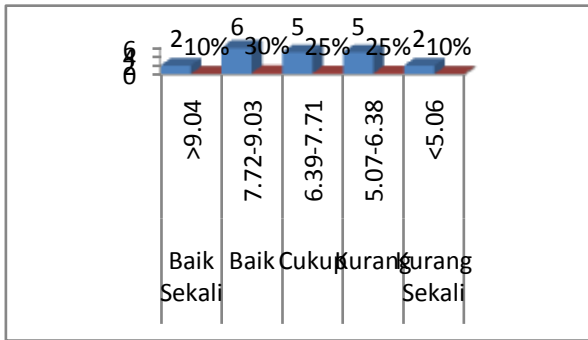 2 10% 6 30% 5 25% 5 25% 2 10%
6
4
2
0
>9.04 7.72-9.03 6.39-7.71 5.07-6.38 <5.06
Baik Sekali
Baik
Cukup
Kurang
Kurang Sekali